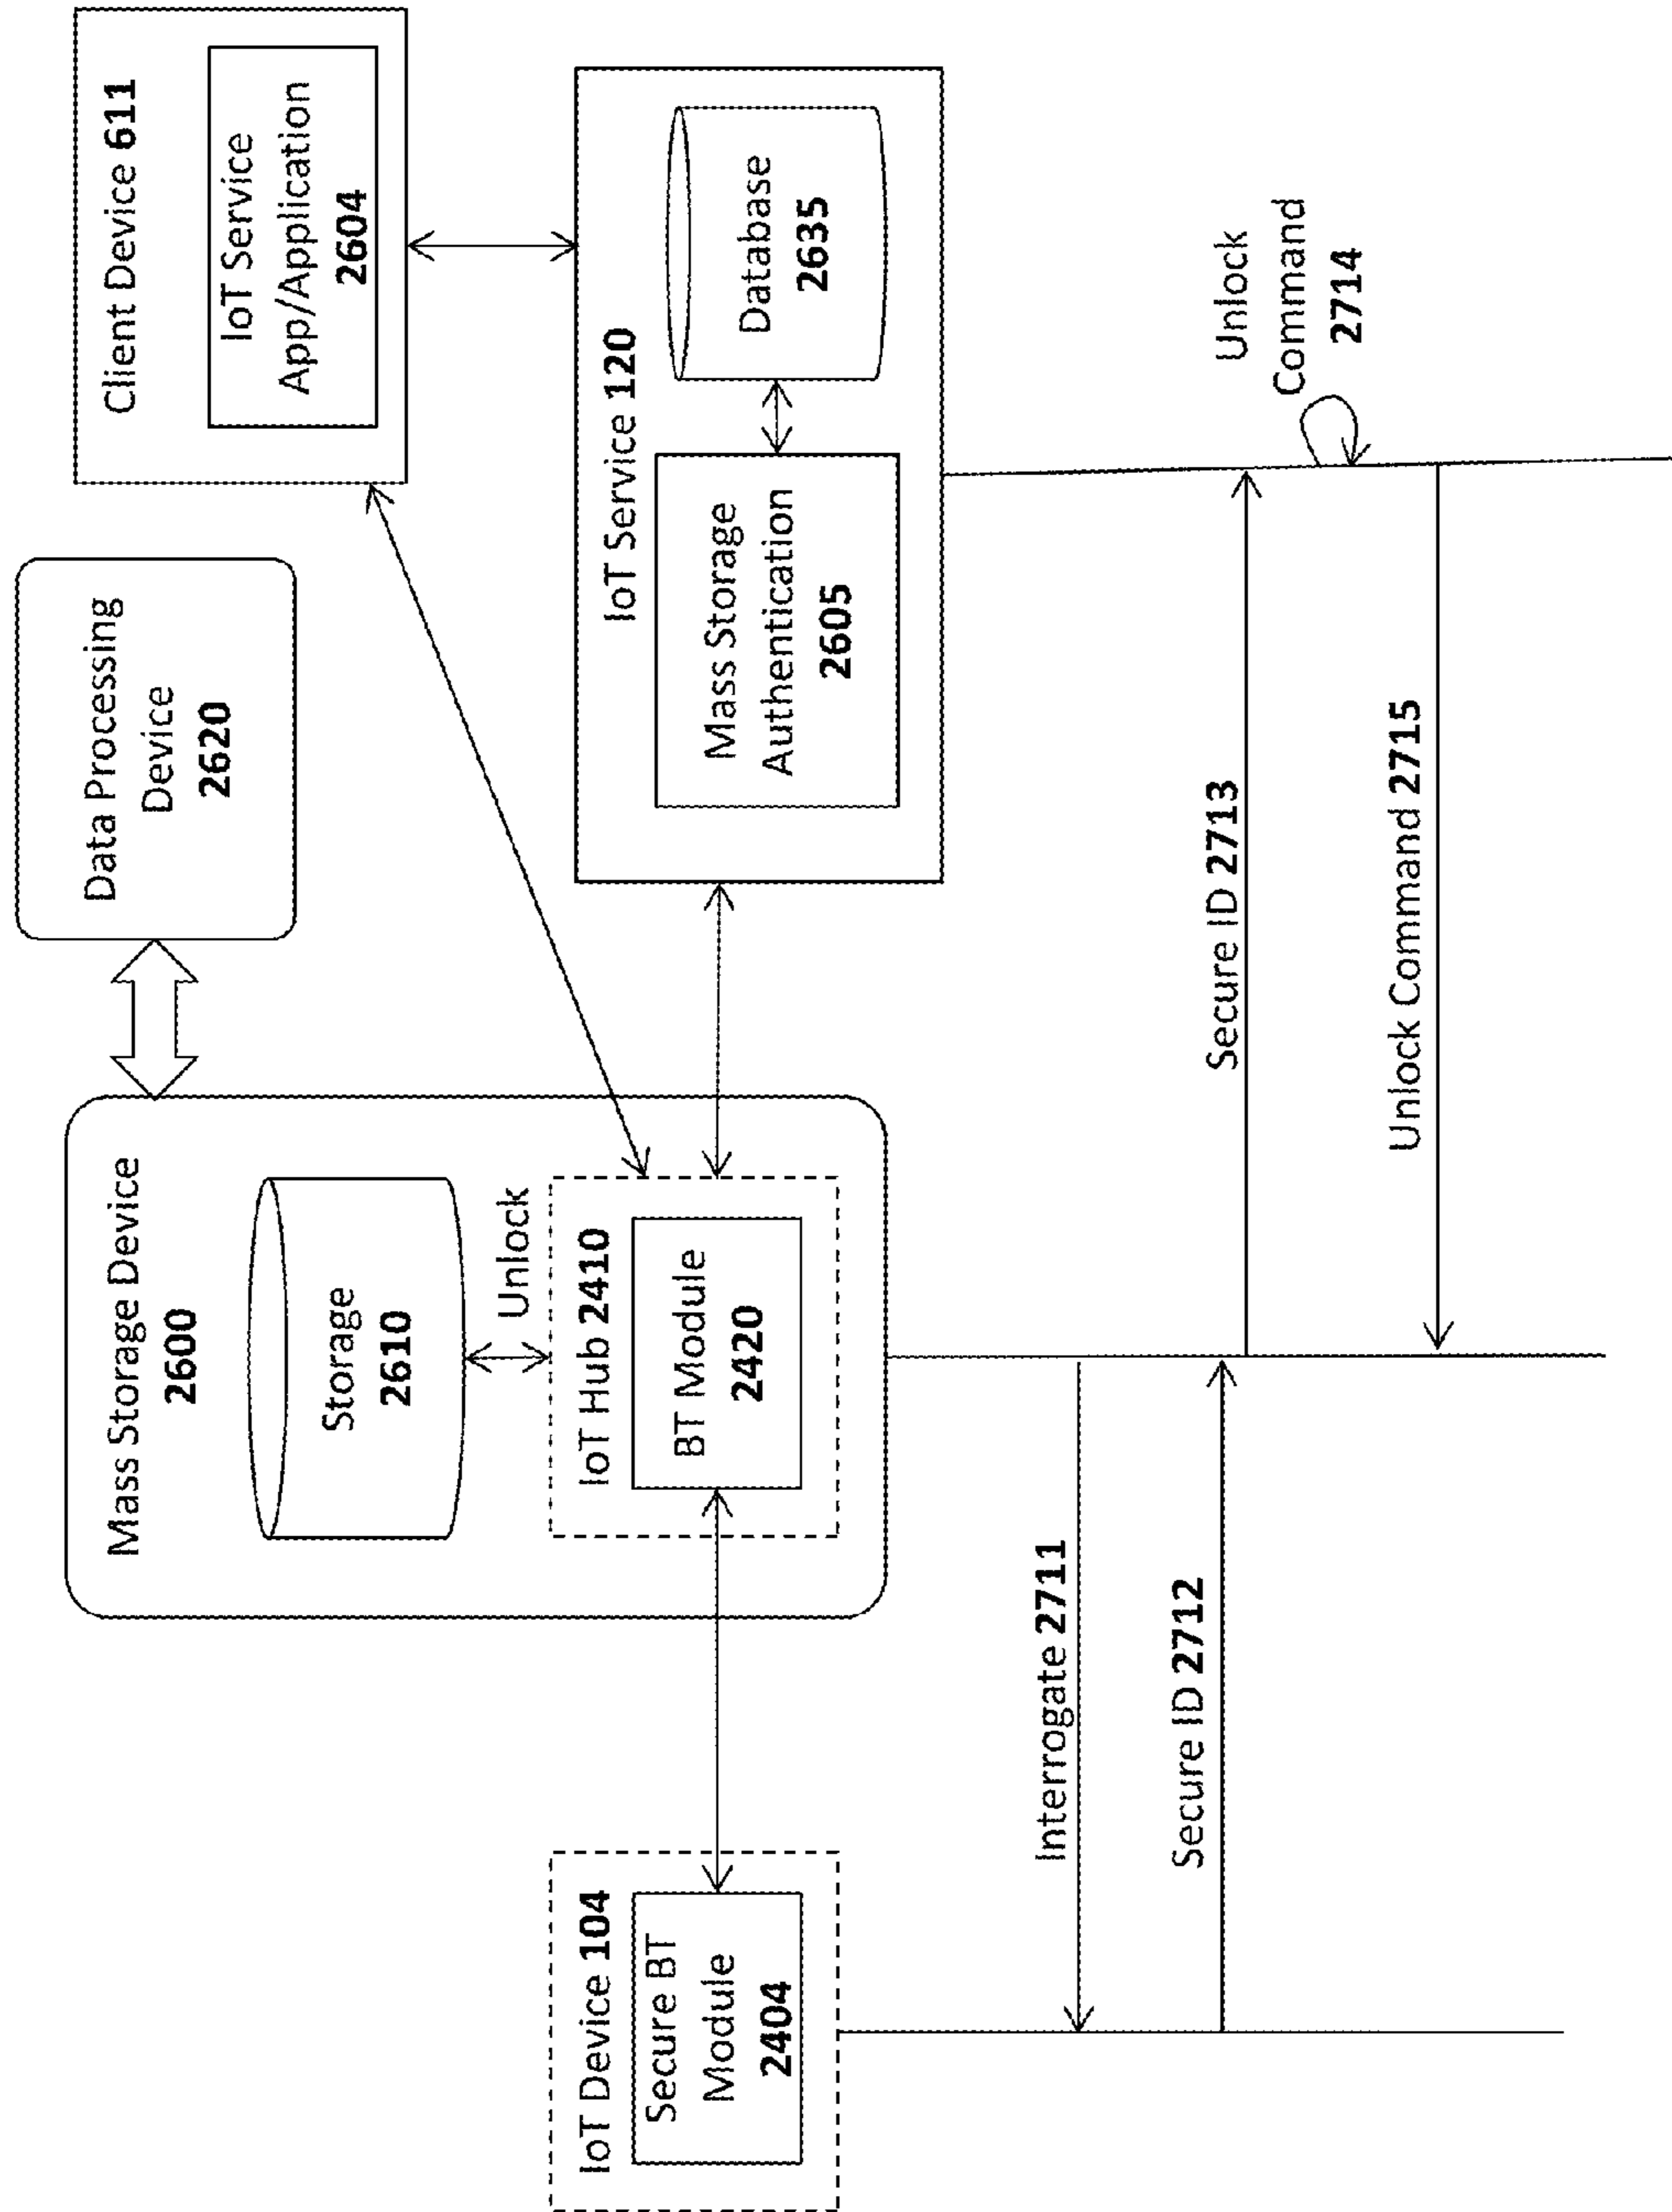 Mass Storage Device
2600
Storage
2610
Unlock
IoT Hub 2410
BT Module
2420
Data Processing
Device
2620
Client Device 611
IoT Service
App/Application
2604
IoT Device 104
Secure BT
Module
2404
IoT Service 120
Mass Storage
Authentication
2605
Database
2635
Interrogate 2711
Secure ID 2712
Secure ID 2713
Unlock
Command
2714
Unlock Command 2715